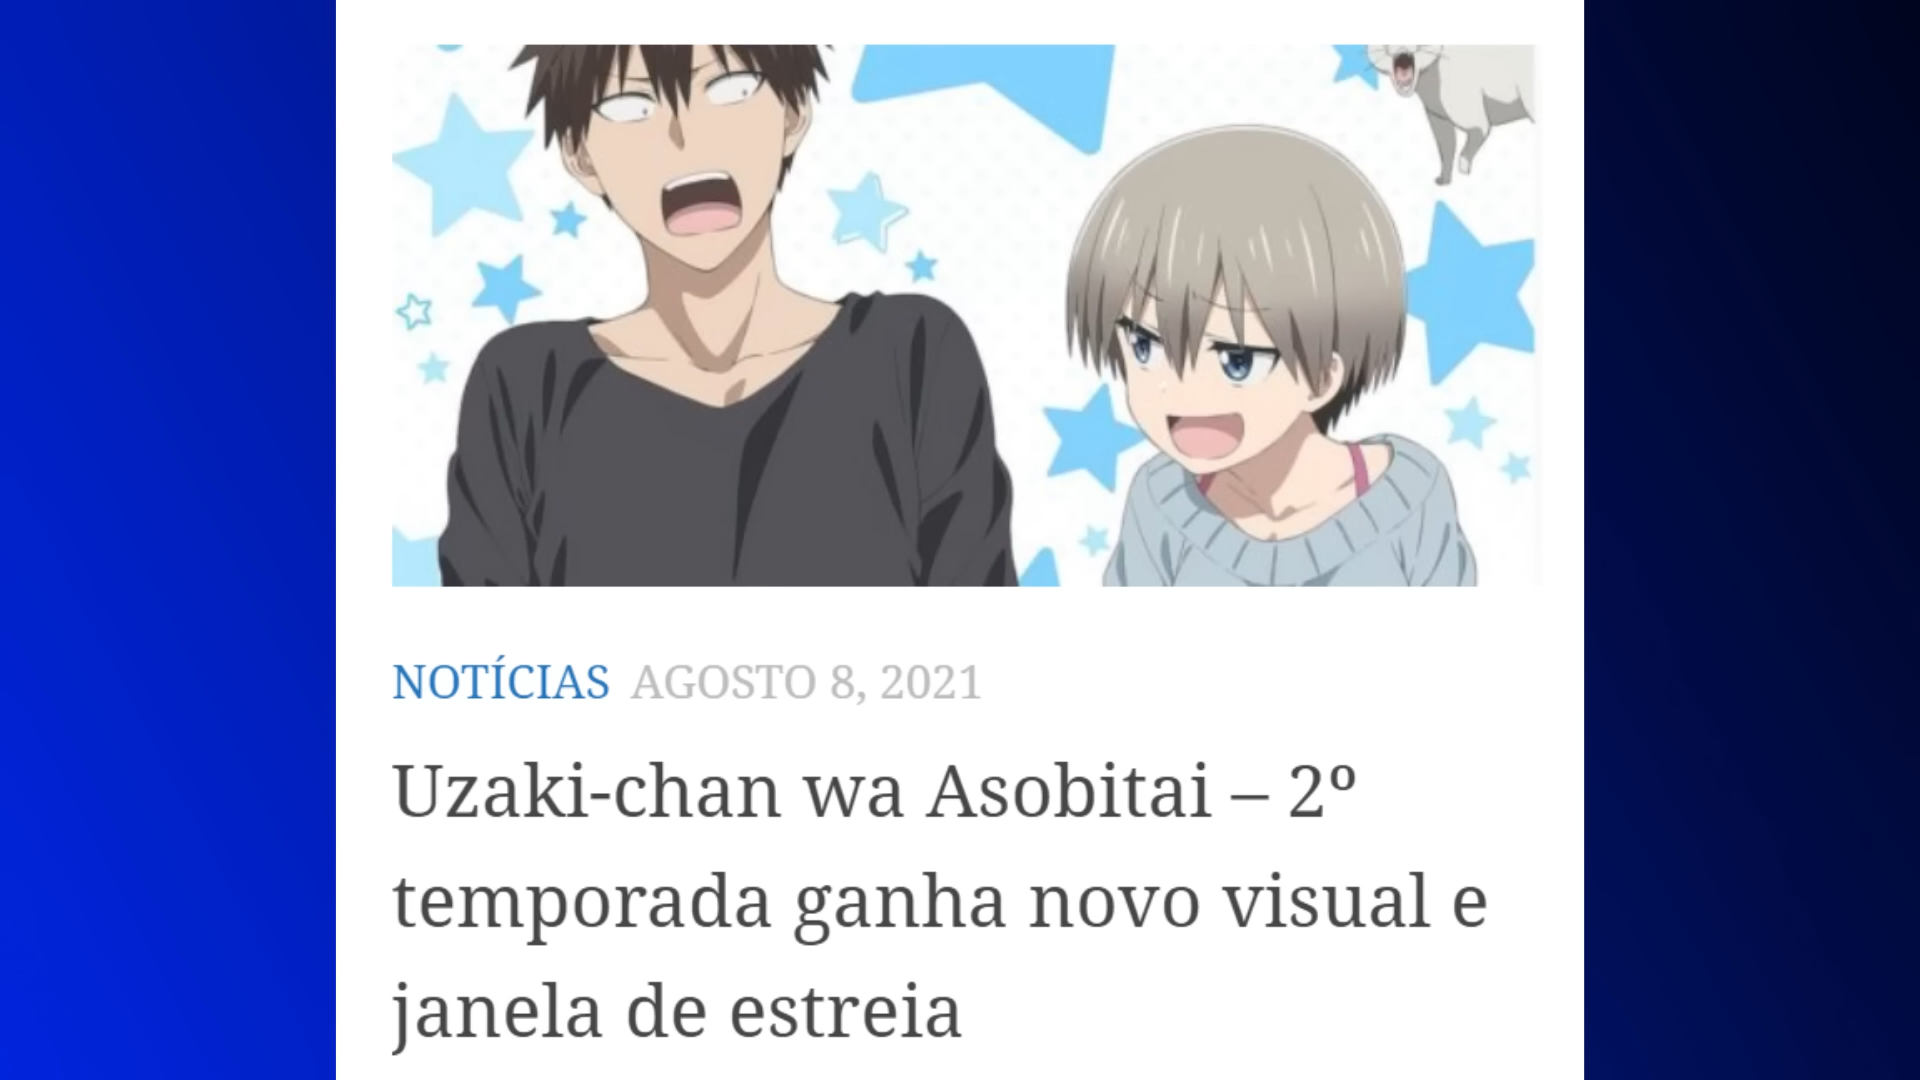 NOTÍCIAS AGOSTO 8, 2021
Uzaki-chan wa Asobitai – 2º
temporada ganha novo visual e
janela de estreia